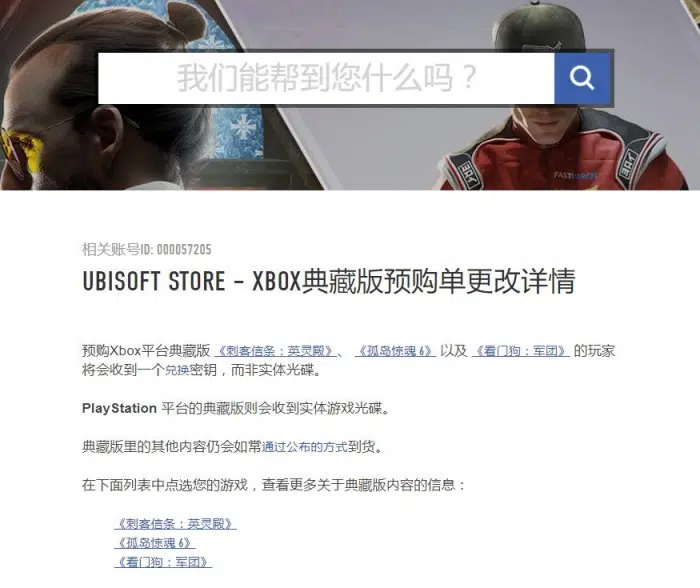 我们能帮到您什么吗？
相关账号ID: 000057205
UBISOFT STORE - XBOX典藏版预购单更改详情
预购Xbox平台典藏版 《刺客信条：英灵殿》、 《孤岛惊魂 6》 以及 《看门狗：军团》 的玩家
将会收到一个兑换密钥，而非实体光碟。
PlayStation 平台的典藏版则会收到实体游戏光碟。
典藏版里的其他内容仍会如常通过公布的方式到货。
在下面列表中点选您的游戏，查看更多关于典藏版内容的信息：
《刺客信条：英灵殿》
《孤岛惊魂 6》
《看门狗：军团》